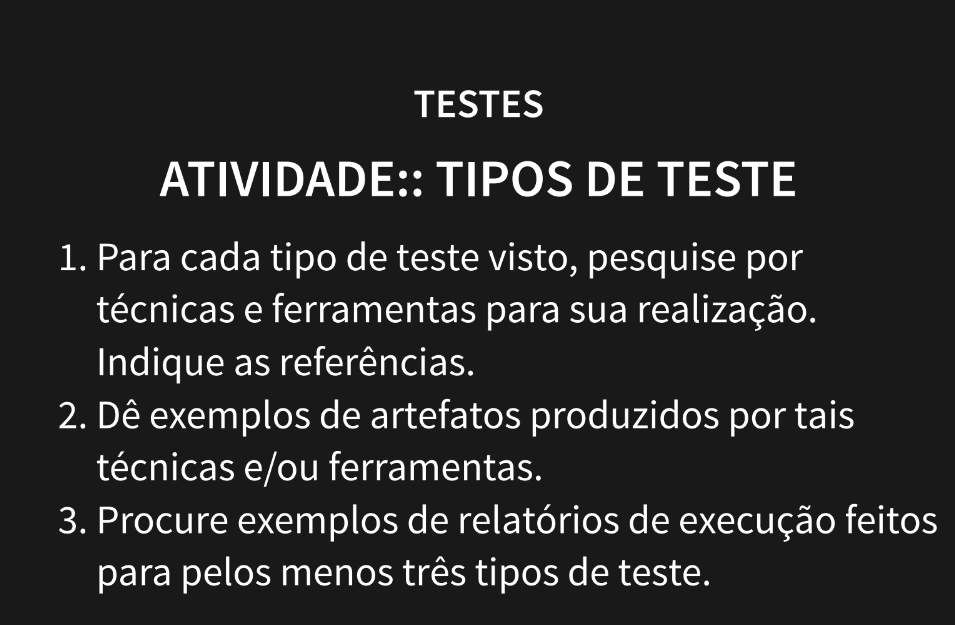 TESTES
ATIVIDADE:: TIPOS DE TESTE
1. Para cada tipo de teste visto, pesquise por
técnicas e ferramentas para sua realização.
Indique as referências.
2. Dê exemplos de artefatos produzidos por tais
técnicas e/ou ferramentas.
3. Procure exemplos de relatórios de execução feitos
para pelos menos três tipos de teste.